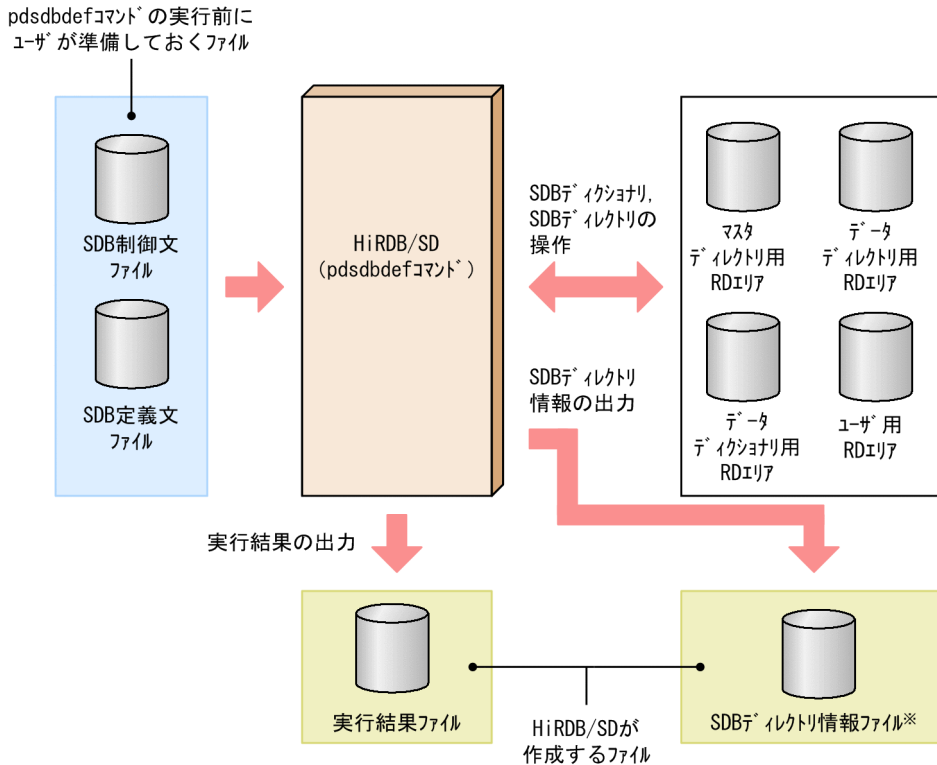 pdsdbdefｺﾏﾝﾄﾞの実行前に
ﾕｰｻﾞが準備しておくﾌｧｲﾙ
SDB制御文
ﾌｧｲﾙ
SDB定義文
ﾌｧｲﾙ
HiRDB/SD
(pdsdbdefｺﾏﾝﾄﾞ)
SDBﾃﾞｨｸｼｮﾅﾘ,
SDBﾃﾞｨﾚｸﾄﾘの
操作
ﾏｽﾀ
ﾃﾞｨﾚｸﾄﾘ用
RDｴﾘｱ
ﾃﾞｰﾀ
ﾃﾞｨﾚｸﾄﾘ用
RDｴﾘｱ
ﾃﾞｰﾀ
ﾃﾞｨｸｼｮﾅﾘ用
RDｴﾘｱ
ﾕｰｻﾞ用
RDｴﾘｱ
SDBﾃﾞｨﾚｸﾄﾘ
情報の出力
実行結果の出力
実行結果ﾌｧｲﾙ
SDBﾃﾞｨﾚｸﾄﾘ情報ﾌｧｲﾙ※
HiRDB/SDが
作成するﾌｧｲﾙ